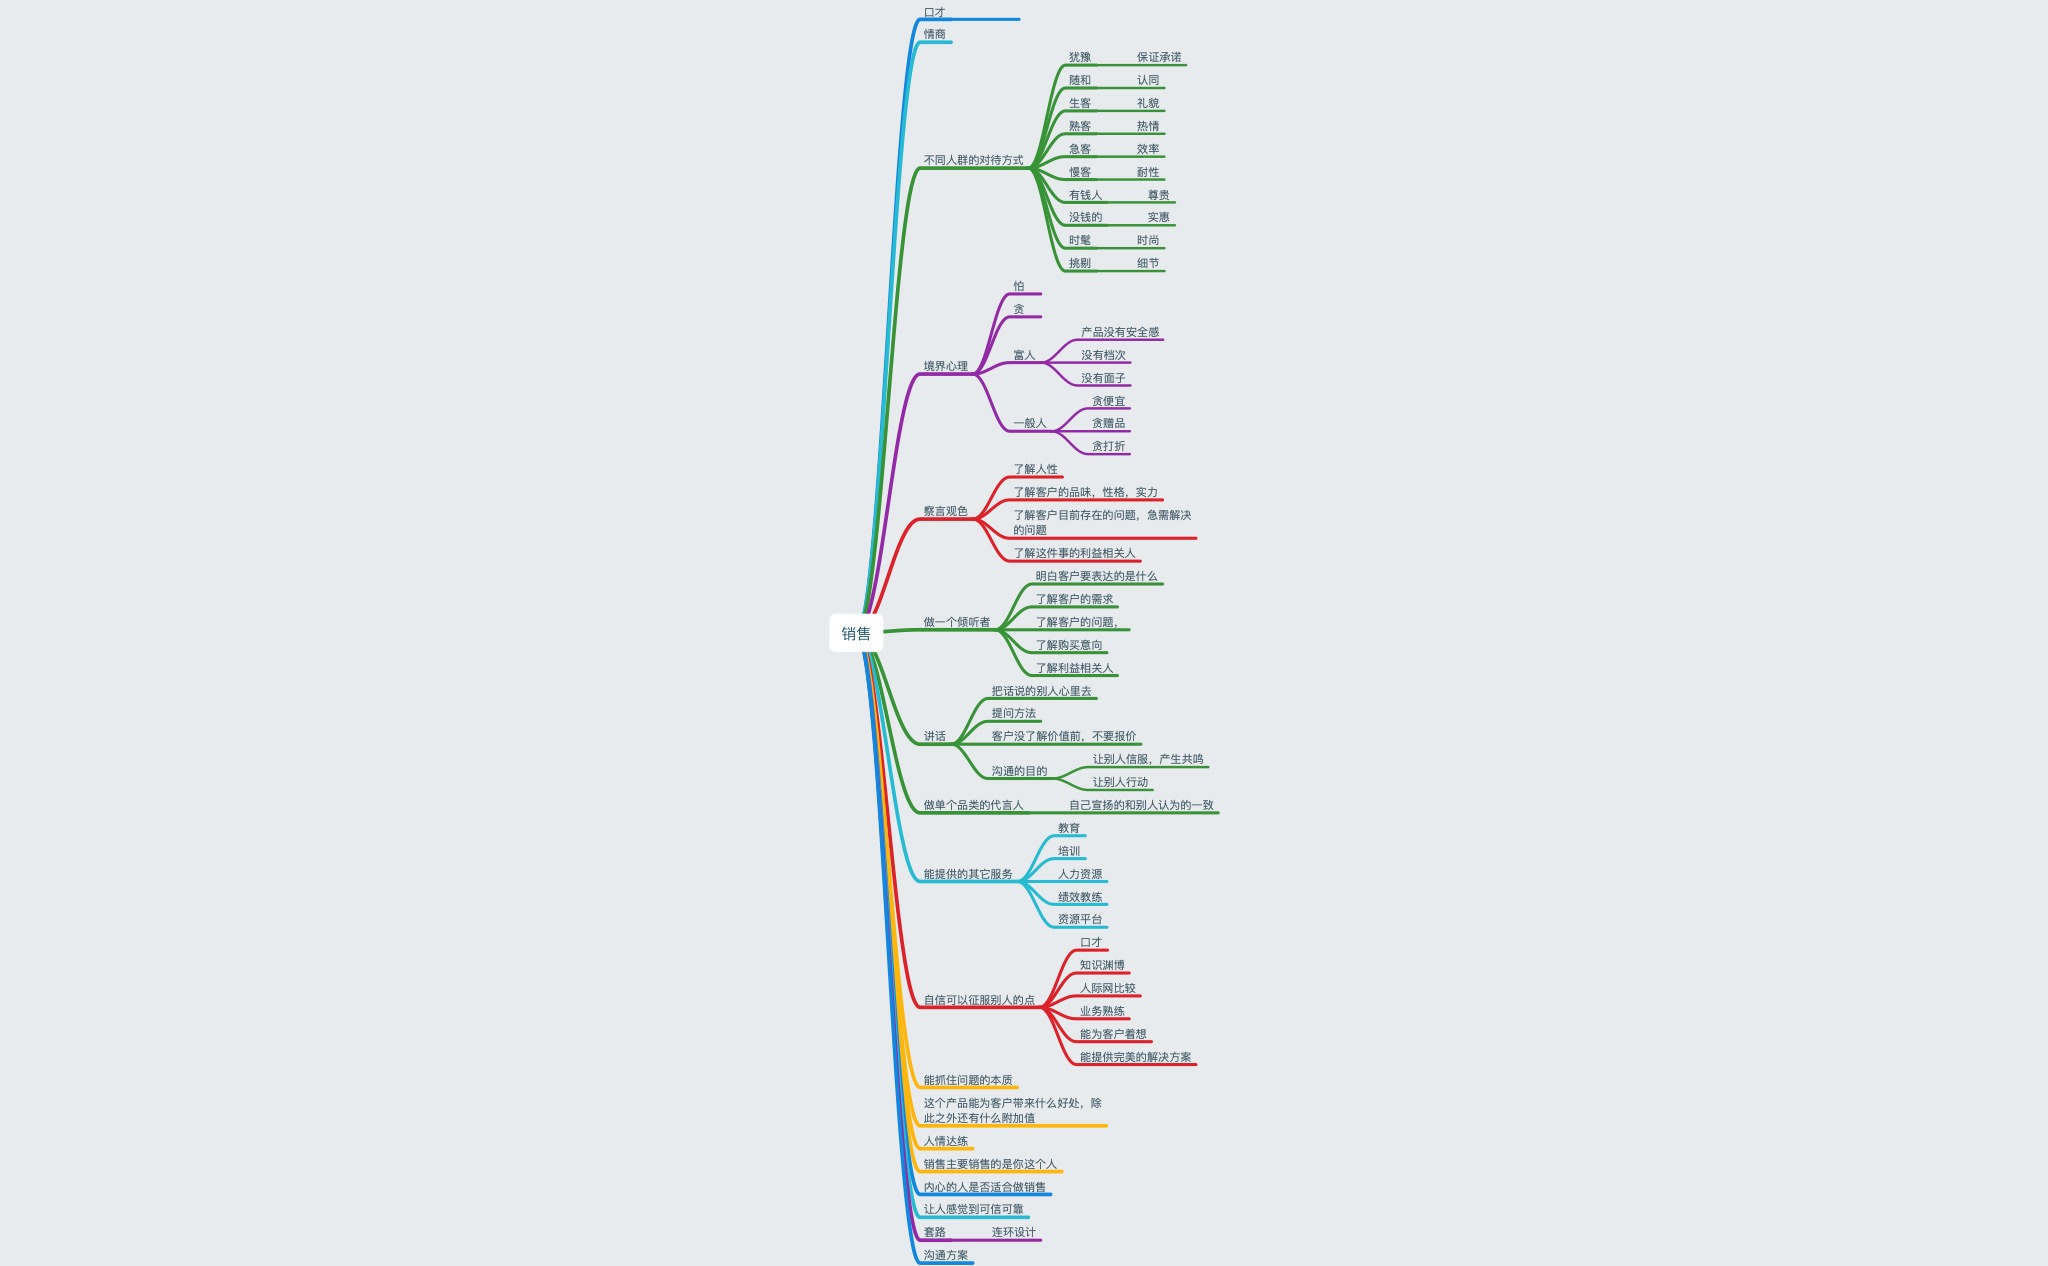 口才
情商
犹豫
保证承诺
随和
认同
生客
礼貌
熟客
热情
急客
效率
不同人群的对待方式
慢客
耐性
有钱人
尊贵
没钱的
实惠
时髦
时尚
挑剔
细节
怕
贪
产品没有安全感
富人
没有档次
境界心理
没有面子
贪便宜
一般人
贪赠品
贪打折
了解人性
了解客户的品味，性格，实力
察言观色
了解客户目前存在的问题，急需解决
的问题
了解这件事的利益相关人
明白客户要表达的是什么
了解客户的需求
做一个倾听者
了解客户的问题，
销售
了解购买意向
了解利益相关人
把话说的别人心里去
提问方法
讲话
客户没了解价值前，不要报价
让别人信服，产生共鸣
沟通的目的
让别人行动
做单个品类的代言人
自己宣扬的和别人认为的一致
教育
培训
能提供的其它服务
人力资源
绩效教练
资源平台
口才
知识渊博
人际网比较
自信可以征服别人的点
业务熟练
能为客户着想
能提供完美的解决方案
能抓住问题的本质
这个产品能为客户带来什么好处，除
此之外还有什么附加值
人情达练
销售主要销售的是你这个人
内心的人是否适合做销售
让人感觉到可信可靠
套路
连环设计
沟通方案